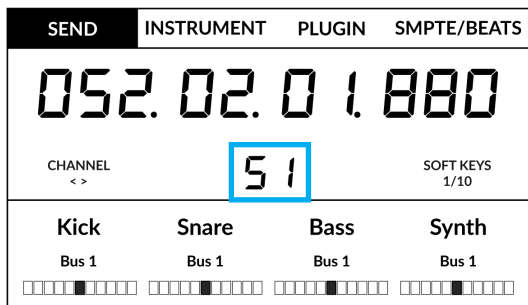 SEND INSTRUMENT PLUGIN SMPTE/BEATS
052. 02. 01. 880
CHANNEL S1 SOFT KEYS
< > 1/10
Kick Snare Bass Synth
Bus 1 Bus 1 Bus 1 Bus 1